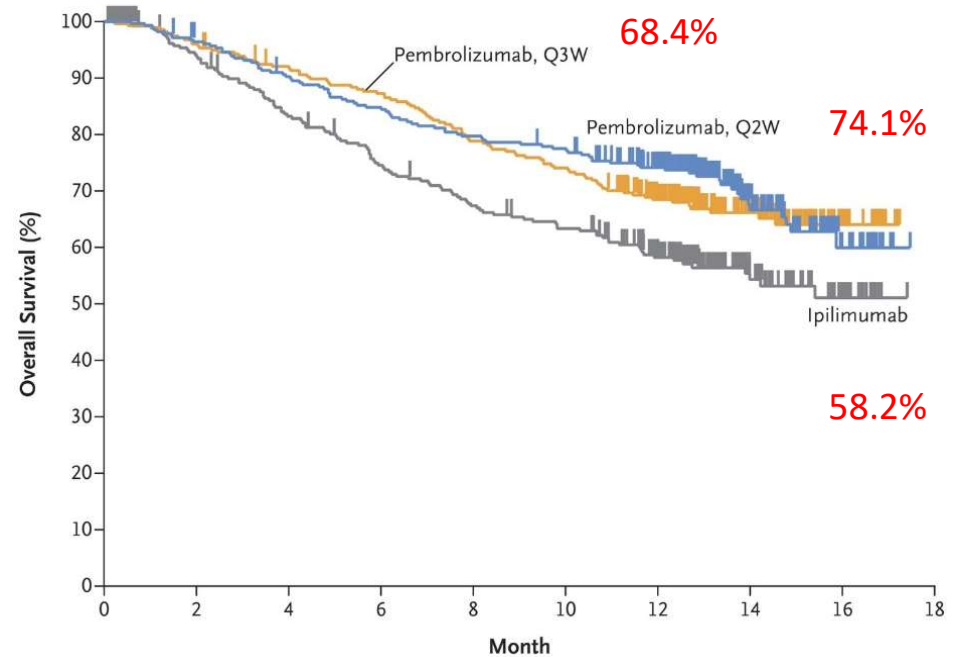 68.4%
Pembrolizumab, Q3W
Pembrolizumab, Q2W
74.1%
Ipilimumab
58.2%
Overall Survival (%)
100
90
80
70
60
50
40
30
20
10
0
0 2 4 6 8 10 12 14 16 18
Month